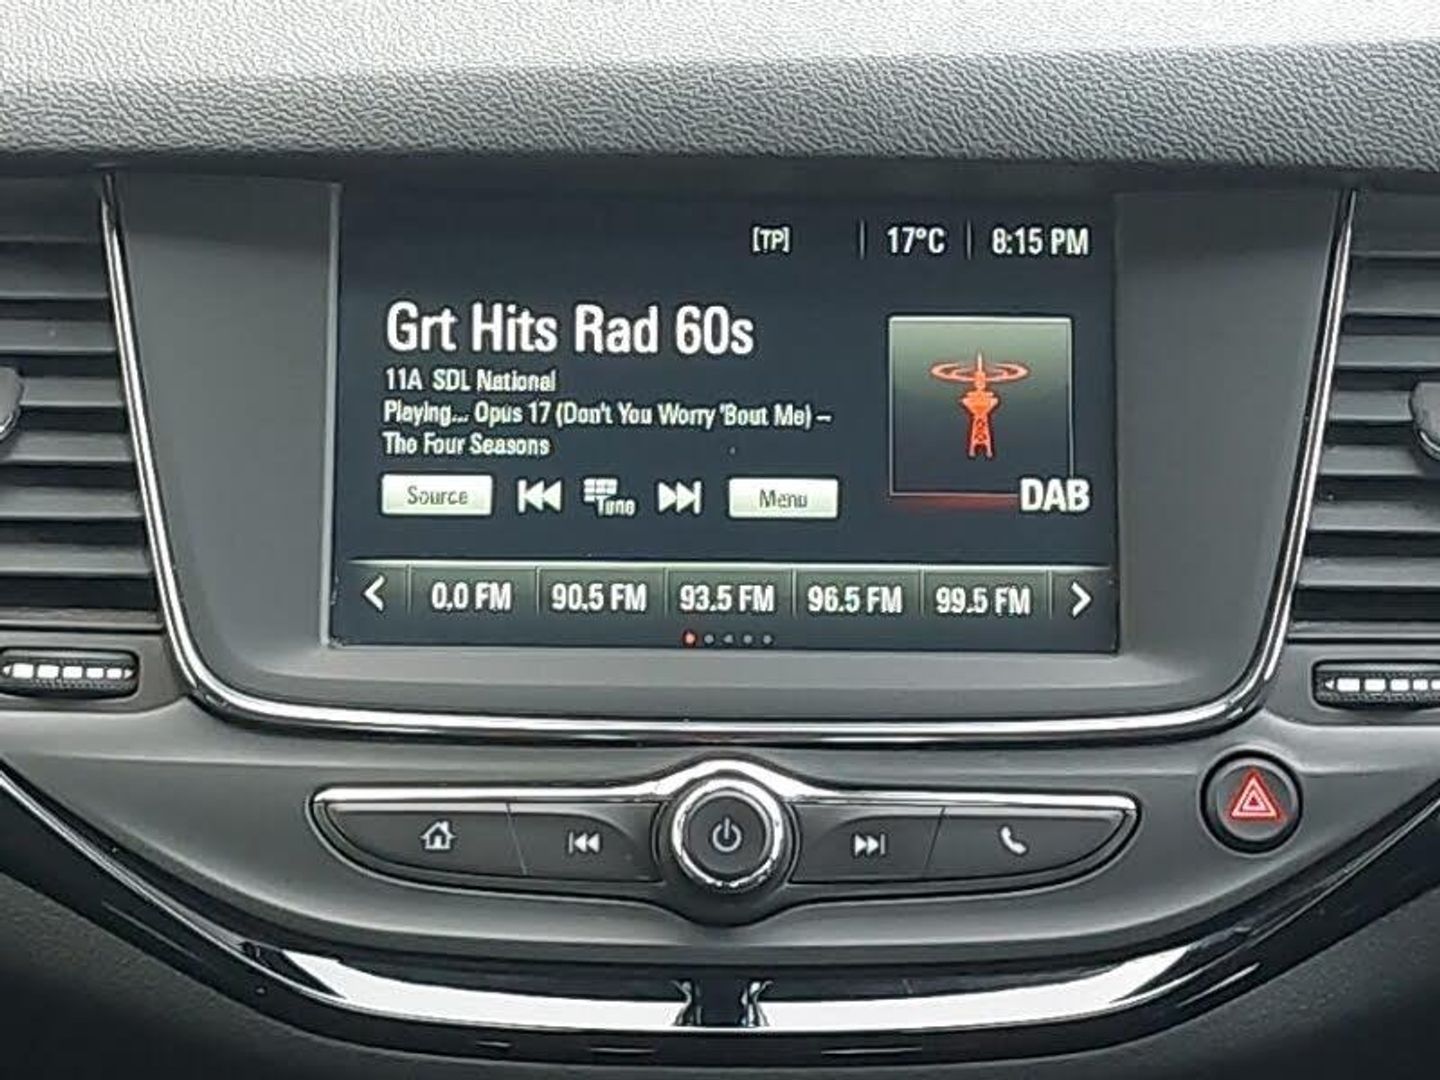 [TP] 17°C 8:15 PM
Grt Hits Rad 60s
11A SDL National
Playing... Opus 17 (Don't You Worry 'Bout Me) –
The Four Seasons
Source Tune Menu
DAB
0.0 FM 90.5 FM 93.5 FM 96.5 FM 99.5 FM